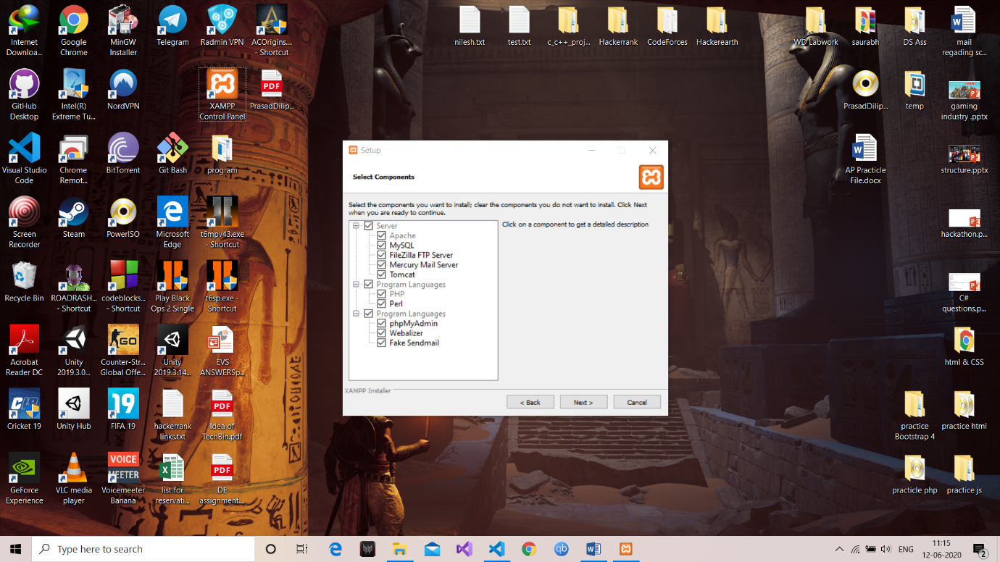 Internet
Downloa...
Google
Chrome
MinGW
Installer
Telegram
Radmin VPN
ACOrigins....
- Shortcut
nilesh.txt
test.txt
c_c++_proj...
Hackerrank
CodeForces
Hackerearth
WD Labwork
saurabh
DS Ass
mail
regading sc...
GitHub
Desktop
Intel(R)
Extreme Tu...
NordVPN
XAMPP
Control Panel
PDF
PrasadDilip...
PrasadDilip...
temp
gaming
industry .pptx
Visual Studio
Code
Chrome
Remot...
BitTorrent
Git Bash
program
AP Practicle
File.docx
structure.pptx
Screen
Recorder
Steam
PowerISO
Microsoft
Edge
t6mpv43.exe
- Shortcut
hackathon.p...
Recycle Bin
ROADRASH...
- Shortcut
codeblocks...
- Shortcut
Play Black
Ops 2 Single
t6sp.exe -
Shortcut
C#
questions.p...
Acrobat
Reader DC
Unity
2019.3.0...
GO
Counter-Str...
Global Offe...
Unity
2019.3.14...
EVS
ANSWERSp...
html & CSS
C19
Cricket 19
Unity Hub
19
FIFA 19
hackerrank
links.txt
PDF
Idea of
TechBin.pdf
practice
Bootstrap 4
practice html
GeForce
Experience
VLC media
player
VOICE
MEETER
Voicemeeter
Banana
list for
reservati...
PDF
DE
assignment....
practicle php
practice js
Setup
Select Components
Select the components you want to install; clear the components you do not want to install. Click Next
when you are ready to continue.
Server
Apache
MySQL
FileZilla FTP Server
Mercury Mail Server
Tomcat
Program Languages
PHP
Perl
Program Languages
phpMyAdmin
Webalizer
Fake Sendmail
Click on a component to get a detailed description
XAMPP Installer
< Back
Next >
Cancel
Type here to search
qb
ENG
11:15
12-06-2020
2